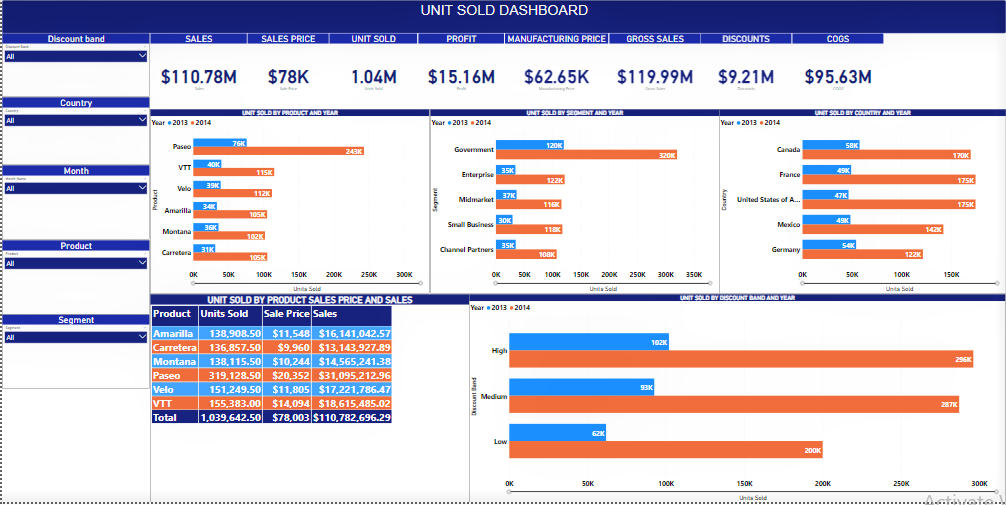 UNIT SOLD DASHBOARD
Discount band
SALES SALES PRICE UNIT SOLD PROFIT MANUFACTURING PRICE GROSS SALES DISCOUNTS COGS
Discount Band
All
$110.78M $78K 1.04M $15.16M $62.65K $119.99M $9.21M $95.63M
Sales Sale Price Units Sold Profit Manufacturing Price Gross Sales Discounts COGS
Country
Country
All
Month
Month Name
All
Product
Product
All
Segment
Segment
All
UNIT SOLD BY PRODUCT AND YEAR
Year 2013 2014
Product
Paseo 76K 243K
VTT 40K 115K
Velo 39K 112K
Amarilla 34K 105K
Montana 36K 102K
Carretera 31K 105K
0K 50K 100K 150K 200K 250K 300K
Units Sold
UNIT SOLD BY SEGMENT AND YEAR
Year 2013 2014
Segment
Government 120K 320K
Enterprise 35K 122K
Midmarket 37K 116K
Small Business 30K 118K
Channel Partners 35K 108K
0K 50K 100K 150K 200K 250K 300K 350K
Units Sold
UNIT SOLD BY COUNTRY AND YEAR
Year 2013 2014
Country
Canada 58K 170K
France 49K 175K
United States of A... 47K 175K
Mexico 49K 142K
Germany 54K 122K
0K 50K 100K 150K
Units Sold
UNIT SOLD BY PRODUCT SALES PRICE AND SALES
Product Units Sold Sale Price Sales
Amarilla 138,908.50 $11,548 $16,141,042.57
Carretera 136,857.50 $9,960 $13,143,927.89
Montana 138,115.50 $10,244 $14,565,241.38
Paseo 319,128.50 $20,352 $31,095,212.96
Velo 151,249.50 $11,805 $17,221,786.47
VTT 155,383.00 $14,094 $18,615,485.02
Total 1,039,642.50 $78,003 $110,782,696.29
UNIT SOLD BY DISCOUNT BAND AND YEAR
Year 2013 2014
Discount Band
High 102K 296K
Medium 93K 287K
Low 62K 200K
0K 50K 100K 150K 200K 250K 300K
Units Sold